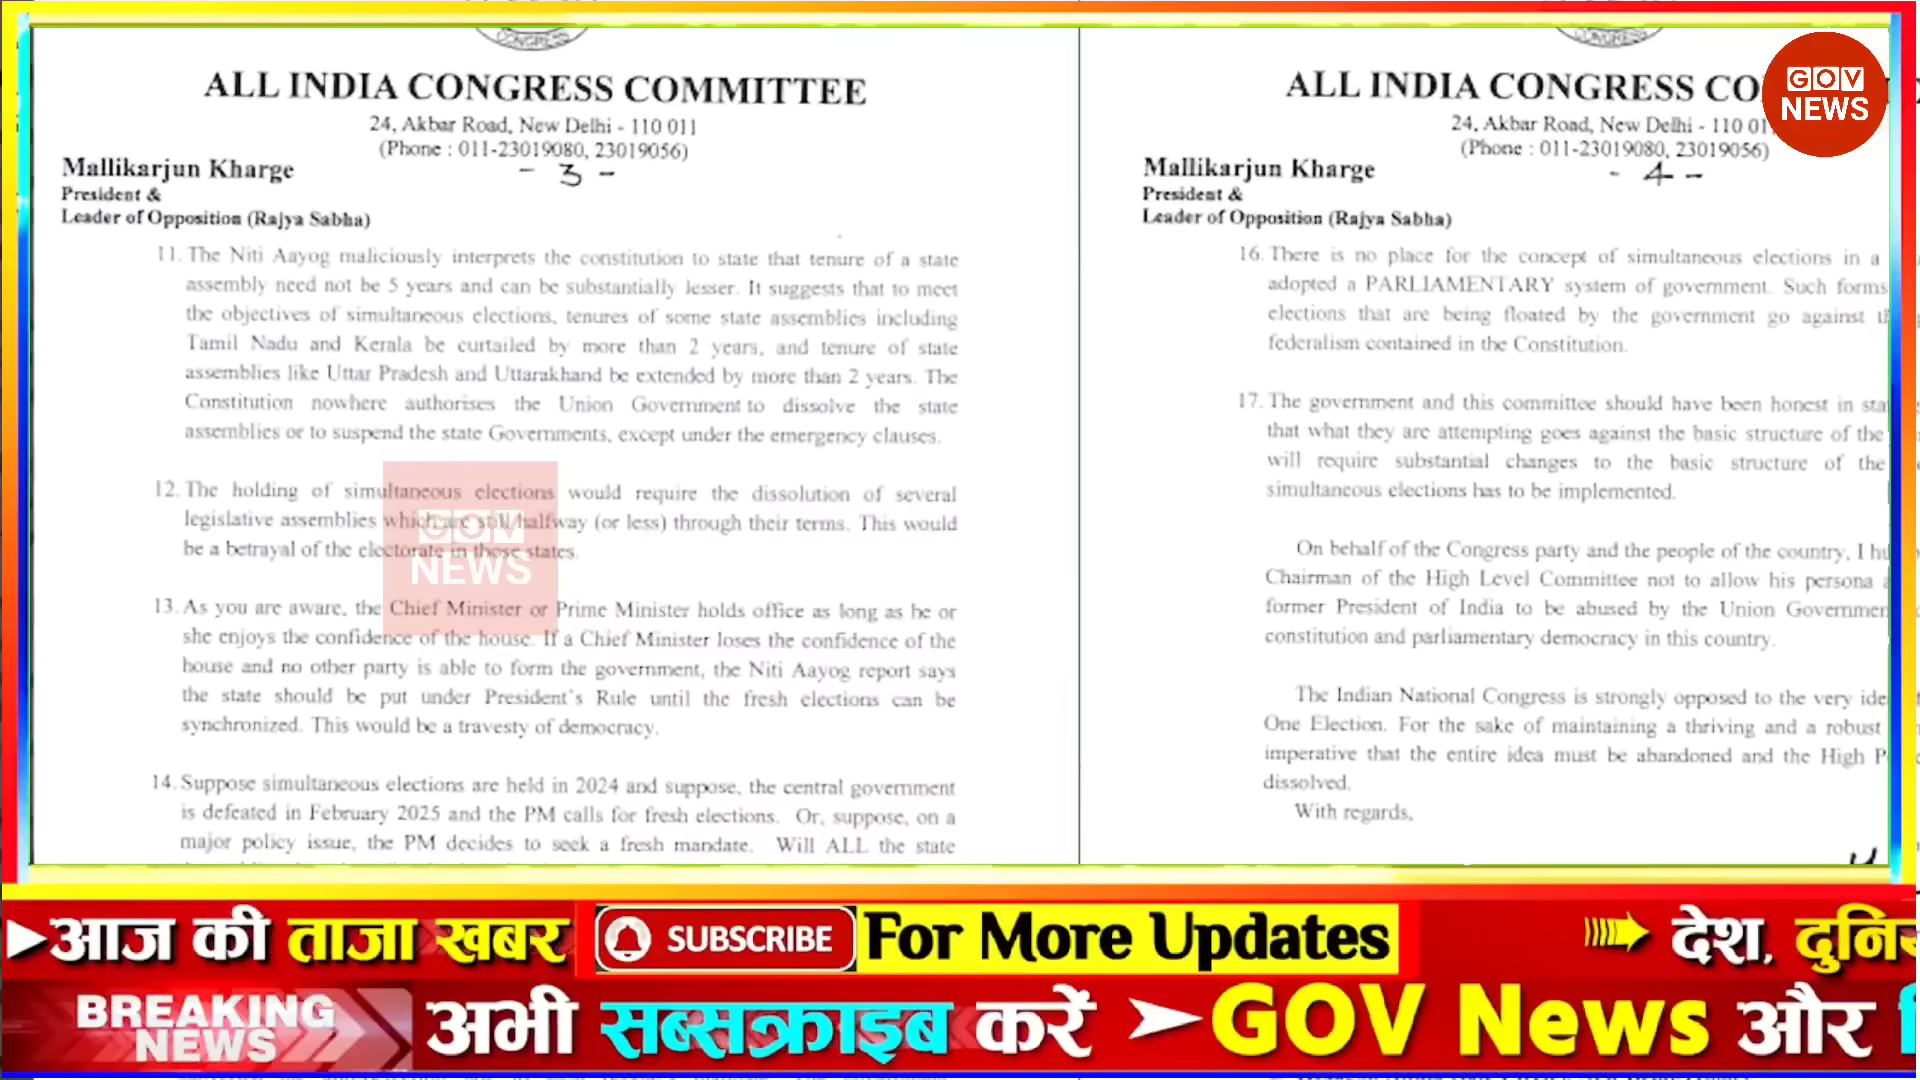 CONGRESS
ALL INDIA CONGRESS COMMITTEE
24, Akbar Road, New Delhi - 110 011
(Phone : 011-23019080, 23019056)
- 3 -
Mallikarjun Kharge
President &
Leader of Opposition (Rajya Sabha)
11. The Niti Aayog maliciously interprets the constitution to state that tenure of a state
assembly need not be 5 years and can be substantially lesser. It suggests that to meet
the objectives of simultaneous elections, tenures of some state assemblies including
Tamil Nadu and Kerala be curtailed by more than 2 years, and tenure of state
assemblies like Uttar Pradesh and Uttarakhand be extended by more than 2 years. The
Constitution nowhere authorises the Union Government to dissolve the state
assemblies or to suspend the state Governments, except under the emergency clauses.
12. The holding of simultaneous elections would require the dissolution of several
legislative assemblies which are still halfway (or less) through their terms. This would
be a betrayal of the electorate in those states.
13. As you are aware, the Chief Minister or Prime Minister holds office as long as he or
she enjoys the confidence of the house. If a Chief Minister loses the confidence of the
house and no other party is able to form the government, the Niti Aayog report says
the state should be put under President's Rule until the fresh elections can be
synchronized. This would be a travesty of democracy.
14. Suppose simultaneous elections are held in 2024 and suppose, the central government
is defeated in February 2025 and the PM calls for fresh elections. Or, suppose, on a
major policy issue, the PM decides to seek a fresh mandate. Will ALL the state
GOV
NEWS
CONGRESS
ALL INDIA CONGRESS CO
24, Akbar Road, New Delhi - 110 01
(Phone : 011-23019080, 23019056)
- 4 -
Mallikarjun Kharge
President &
Leader of Opposition (Rajya Sabha)
16. There is no place for the concept of simultaneous elections in a
adopted a PARLIAMENTARY system of government. Such forms
elections that are being floated by the government go against
federalism contained in the Constitution.
17. The government and this committee should have been honest in
that what they are attempting goes against the basic structure of the
will require substantial changes to the basic structure of the
simultaneous elections has to be implemented.
On behalf of the Congress party and the people of the country, I
Chairman of the High Level Committee not to allow his persona
former President of India to be abused by the Union
constitution and parliamentary democracy in this country.
The Indian National Congress is strongly opposed to the very
One Election. For the sake of maintaining a thriving and a robust
imperative that the entire idea must be abandoned and the High
dissolved.
With regards,
GOV
NEWS
आज की ताजा खबर SUBSCRIBE For More Updates देश,
BREAKING
NEWS
अभी सब्सक्राइब करें GOV News और